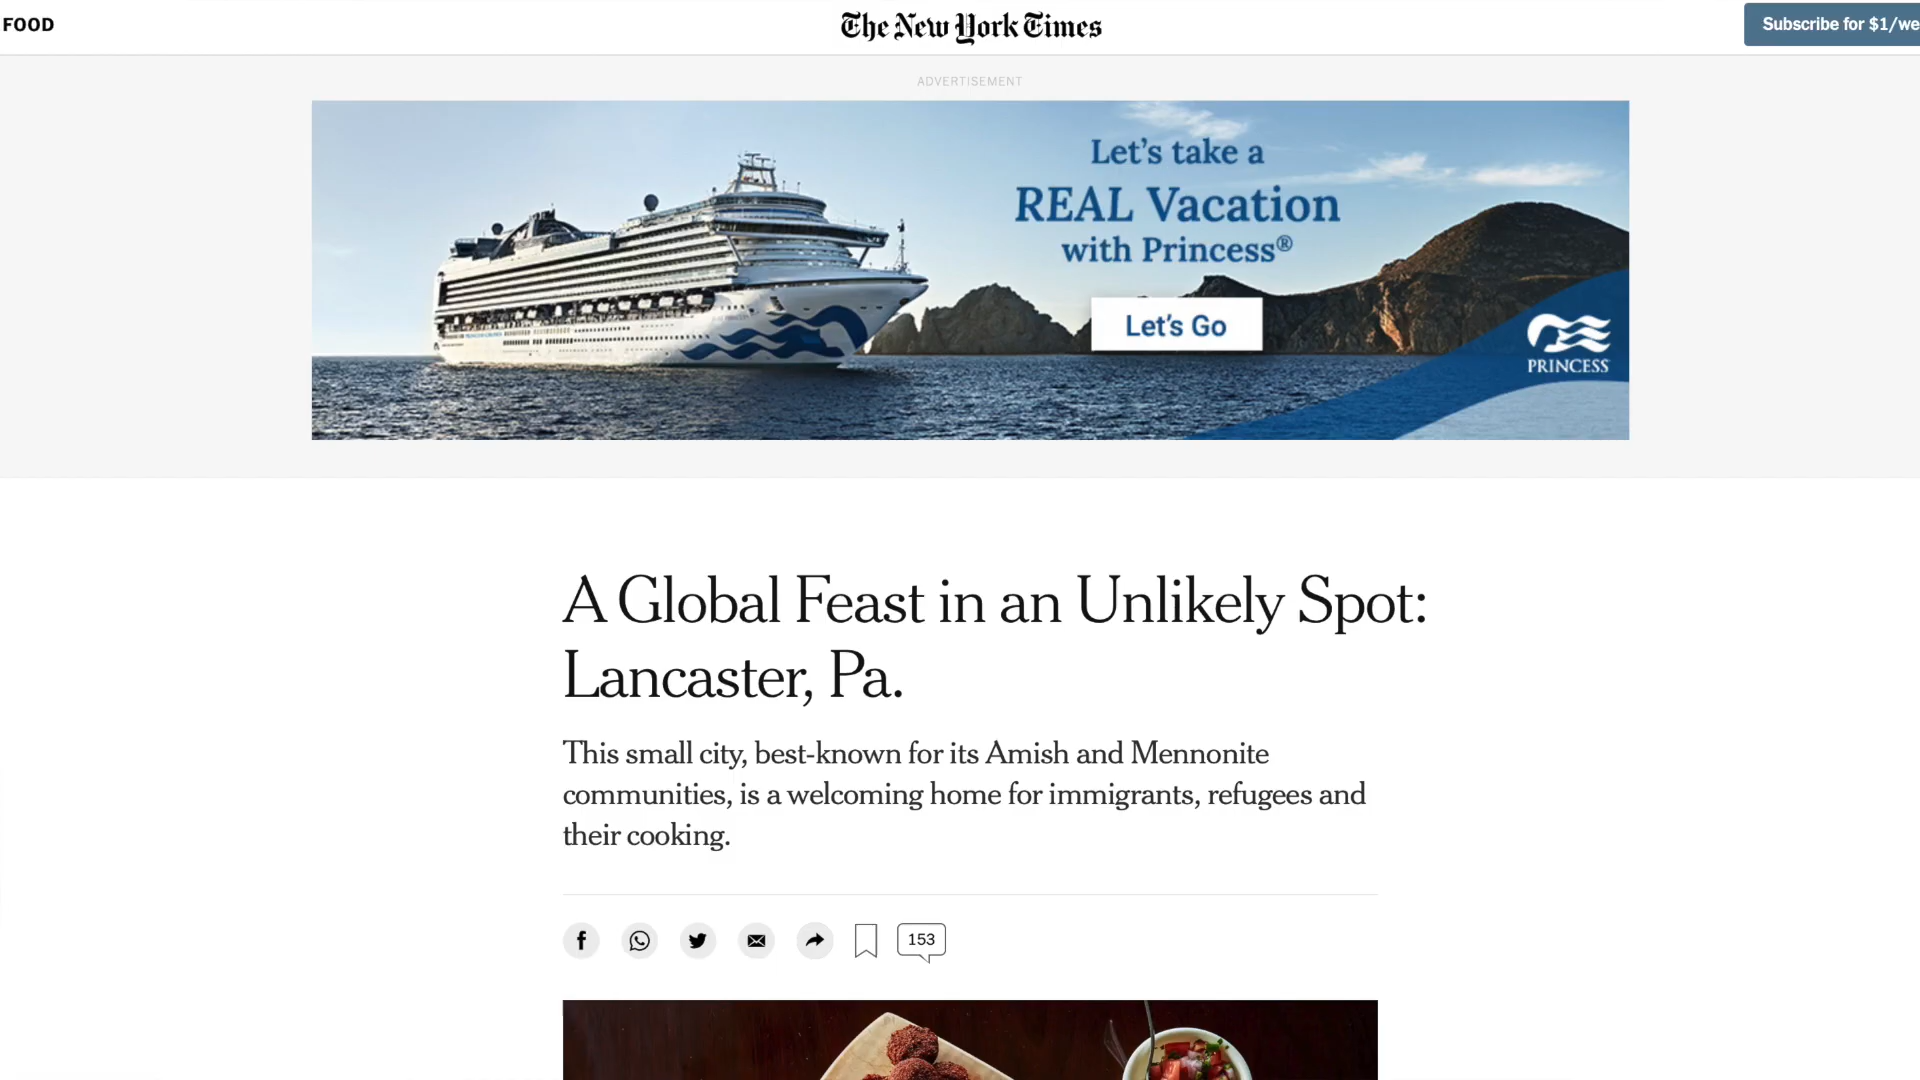 FOOD
The New York Times
Subscribe for $1/we
ADVERTISEMENT
Let's take a
REAL Vacation
with Princess®
Let's Go
PRINCESS
A Global Feast in an Unlikely Spot:
Lancaster, Pa.
This small city, best-known for its Amish and Mennonite
communities, is a welcoming home for immigrants, refugees and
their cooking.
153